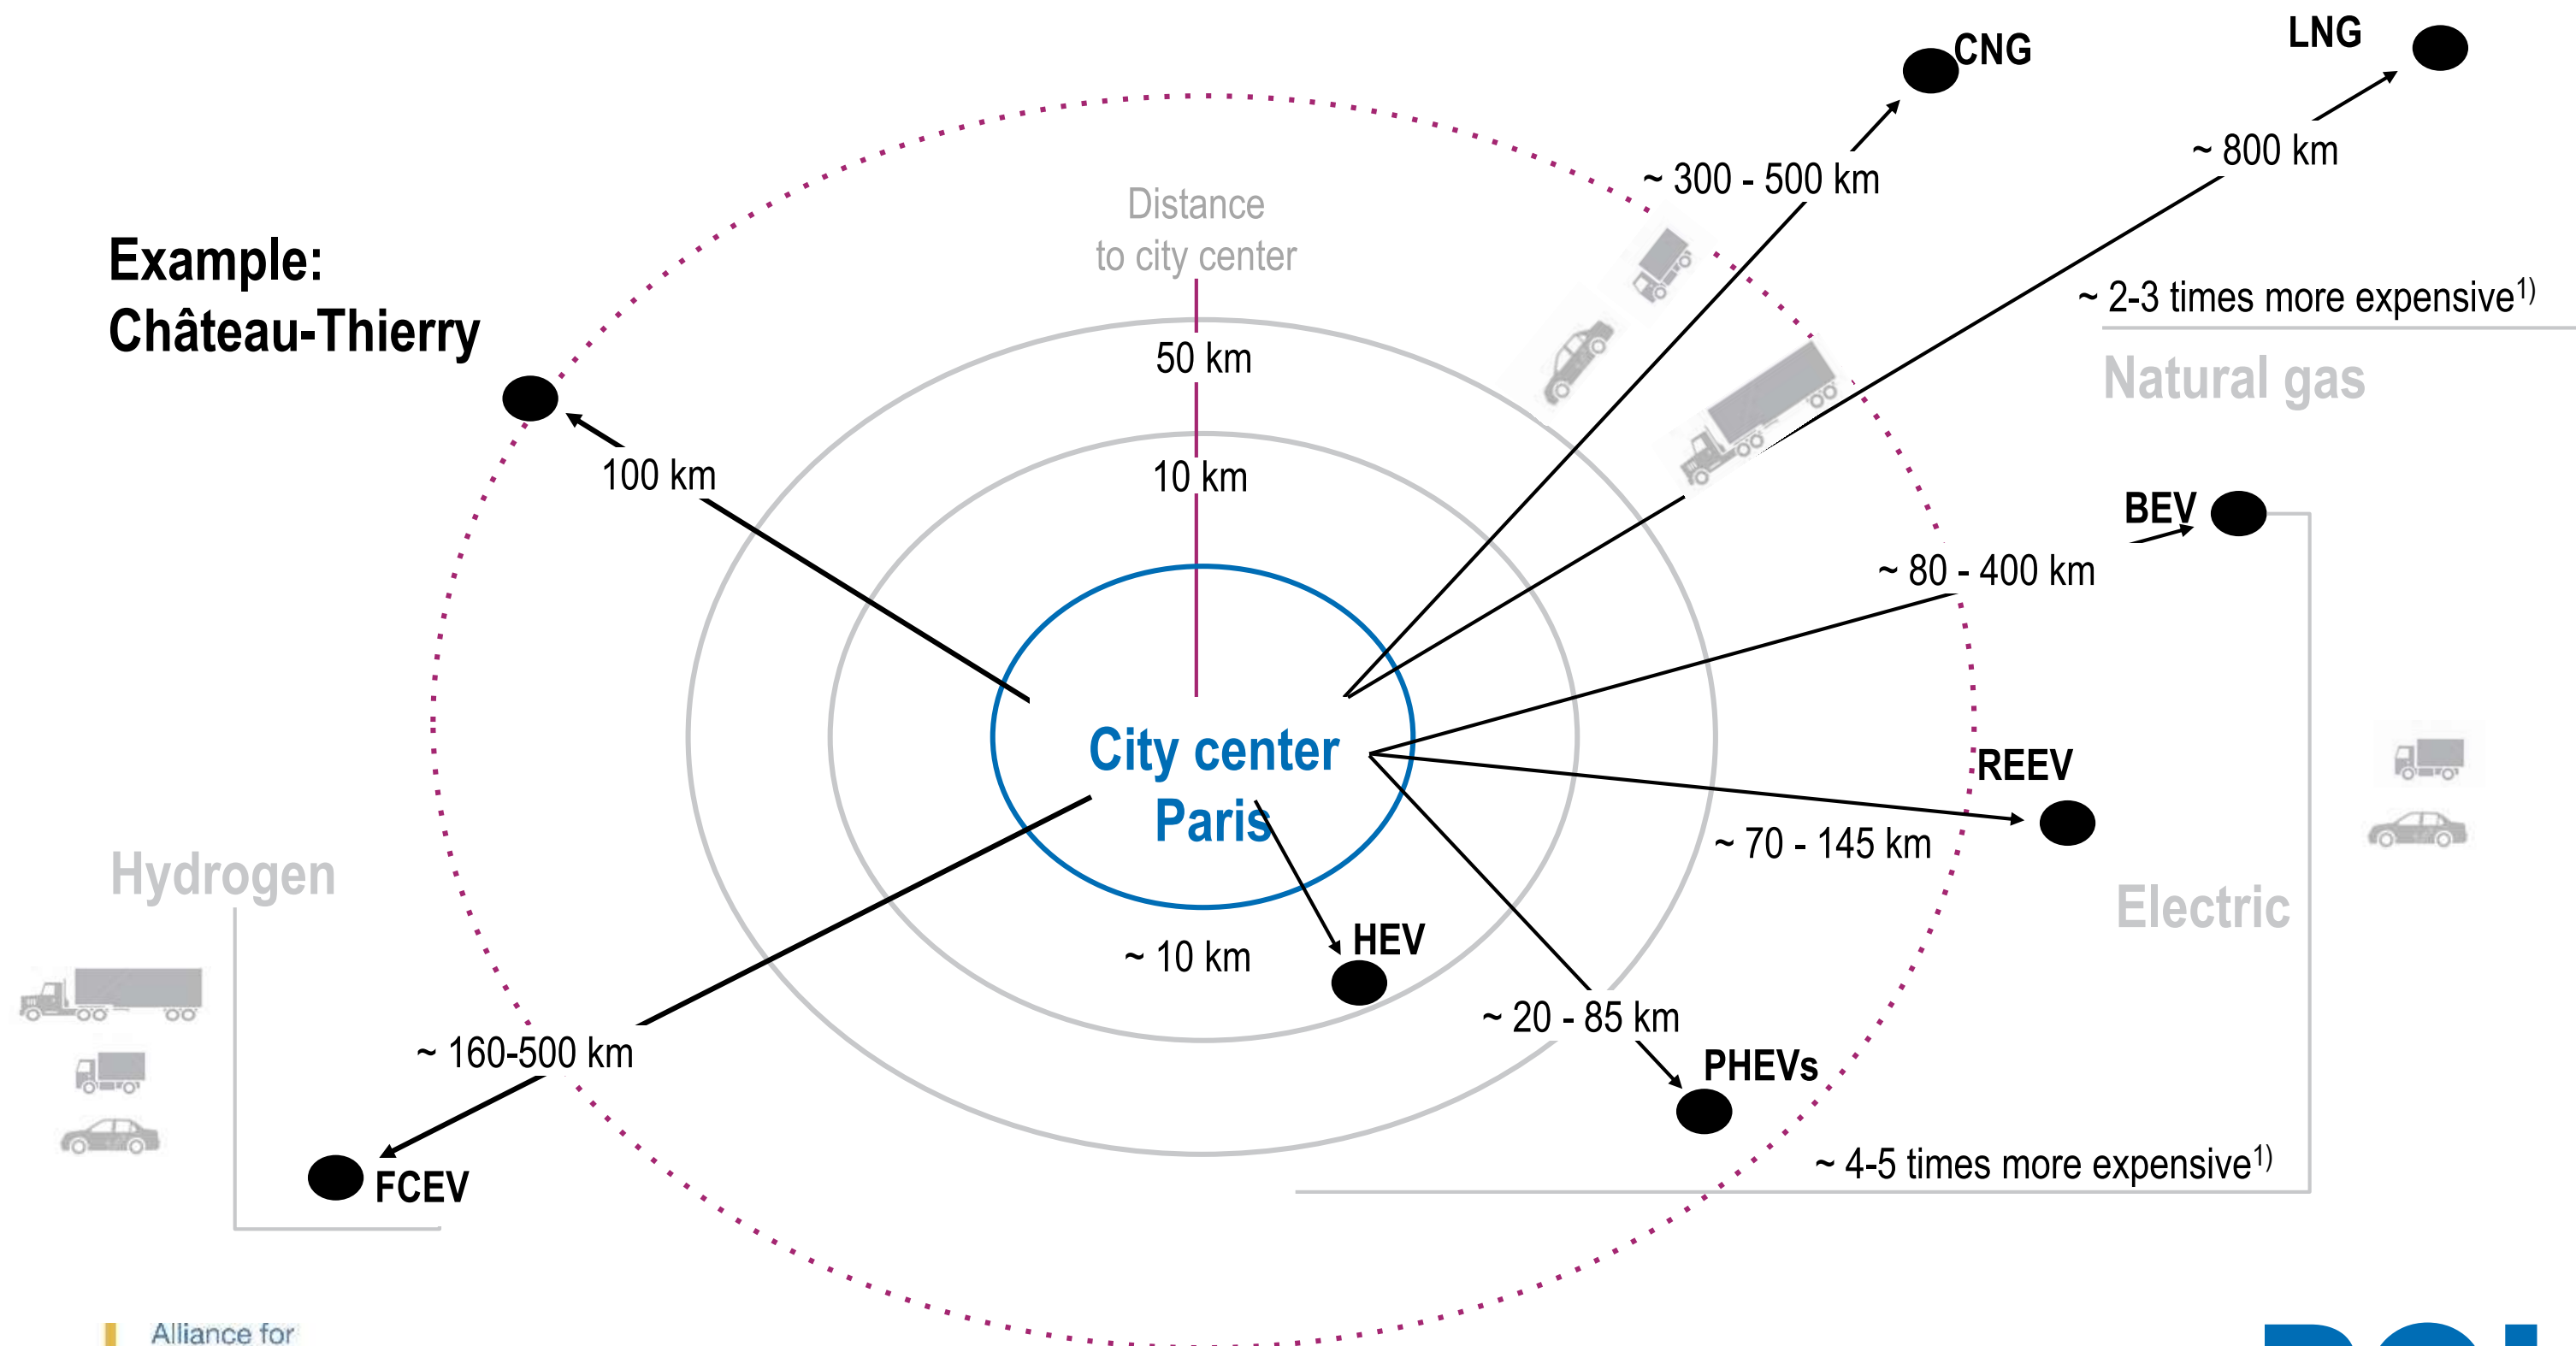 CNG
LNG
~ 300 - 500 km
~ 800 km
Distance
to city center
Example:
Château-Thierry
~ 2-3 times more expensive1)
50 km
Natural gas
100 km
10 km
BEV
~ 80 - 400 km
City center
Paris
REEV
~ 70 - 145 km
Hydrogen
Electric
HEV
~ 10 km
~ 20 - 85 km
~ 160-500 km
PHEVs
~ 4-5 times more expensive1)
FCEV
Alliance for